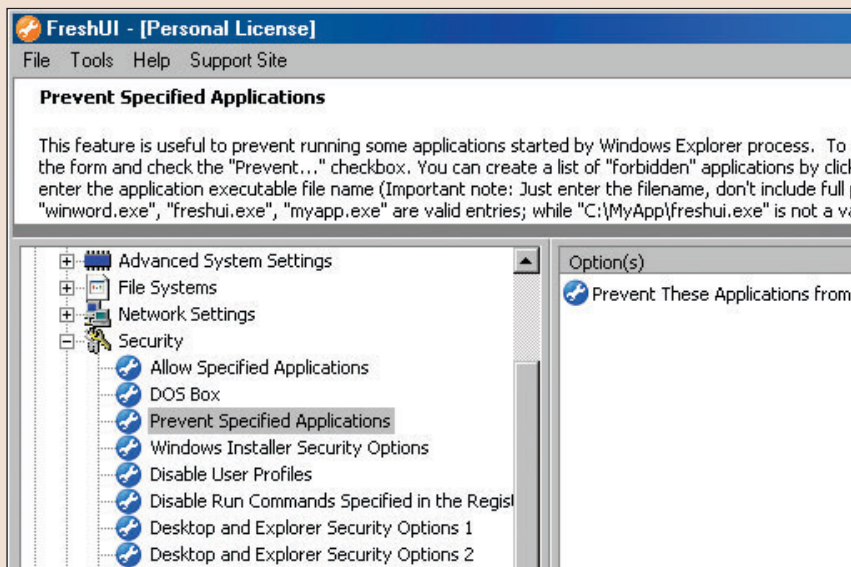 FreshUI - [Personal License]
File Tools Help Support Site
Prevent Specified Applications
This feature is useful to prevent running some applications started by Windows Explorer process. To
the form and check the "Prevent..." checkbox. You can create a list of "forbidden" applications by
enter the application executable file name (Important note: Just enter the filename, don't include full
"winword.exe", "freshui.exe", "myapp.exe" are valid entries; while "C:\MyApp\freshui.exe" is not a
Advanced System Settings
File Systems
Network Settings
Security
Allow Specified Applications
DOS Box
Prevent Specified Applications
Windows Installer Security Options
Disable User Profiles
Disable Run Commands Specified in the
Desktop and Explorer Security Options 1
Desktop and Explorer Security Options 2
Option(s)
Prevent These Applications from